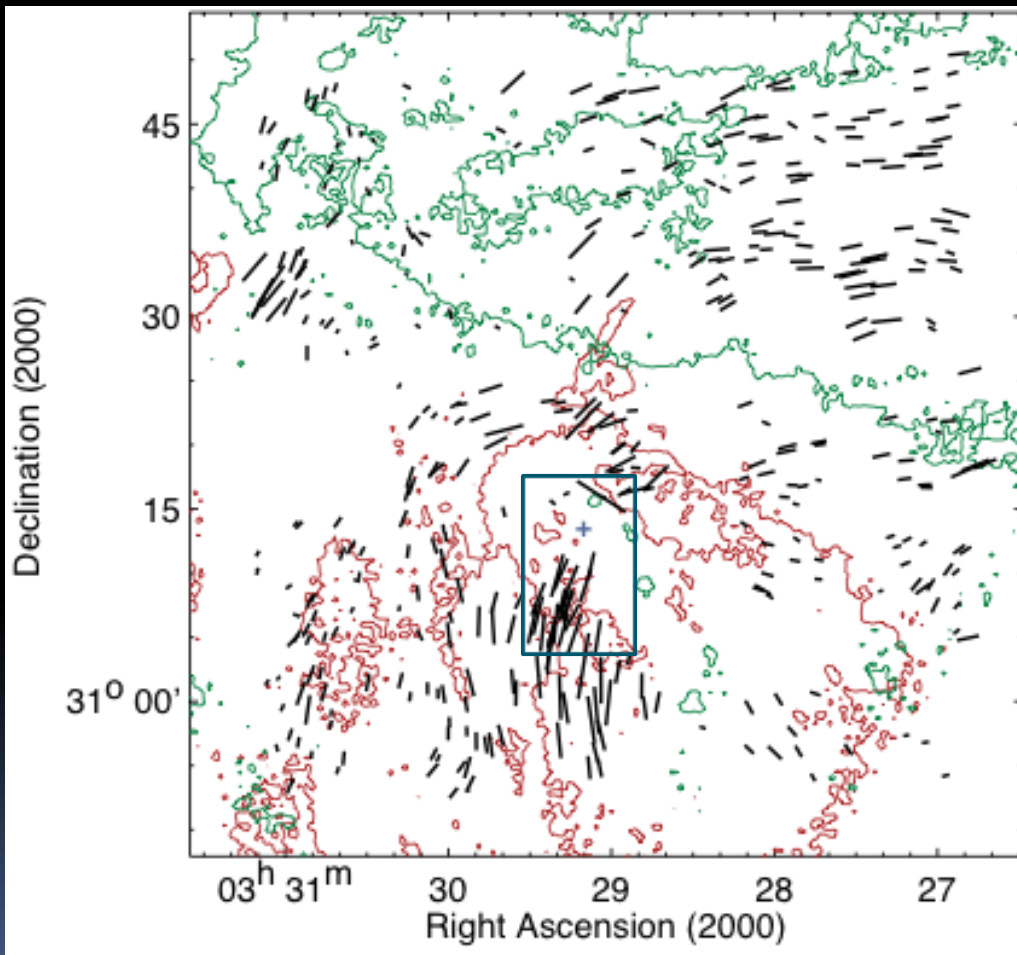 45
30
15
31° 00'
Declination (2000)
03h 31m 30 29 28 27
Right Ascension (2000)